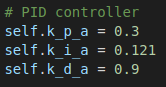 # PID controller
self.k_p_a = 0.3
self.k_i_a = 0.121
self.k_d_a = 0.9